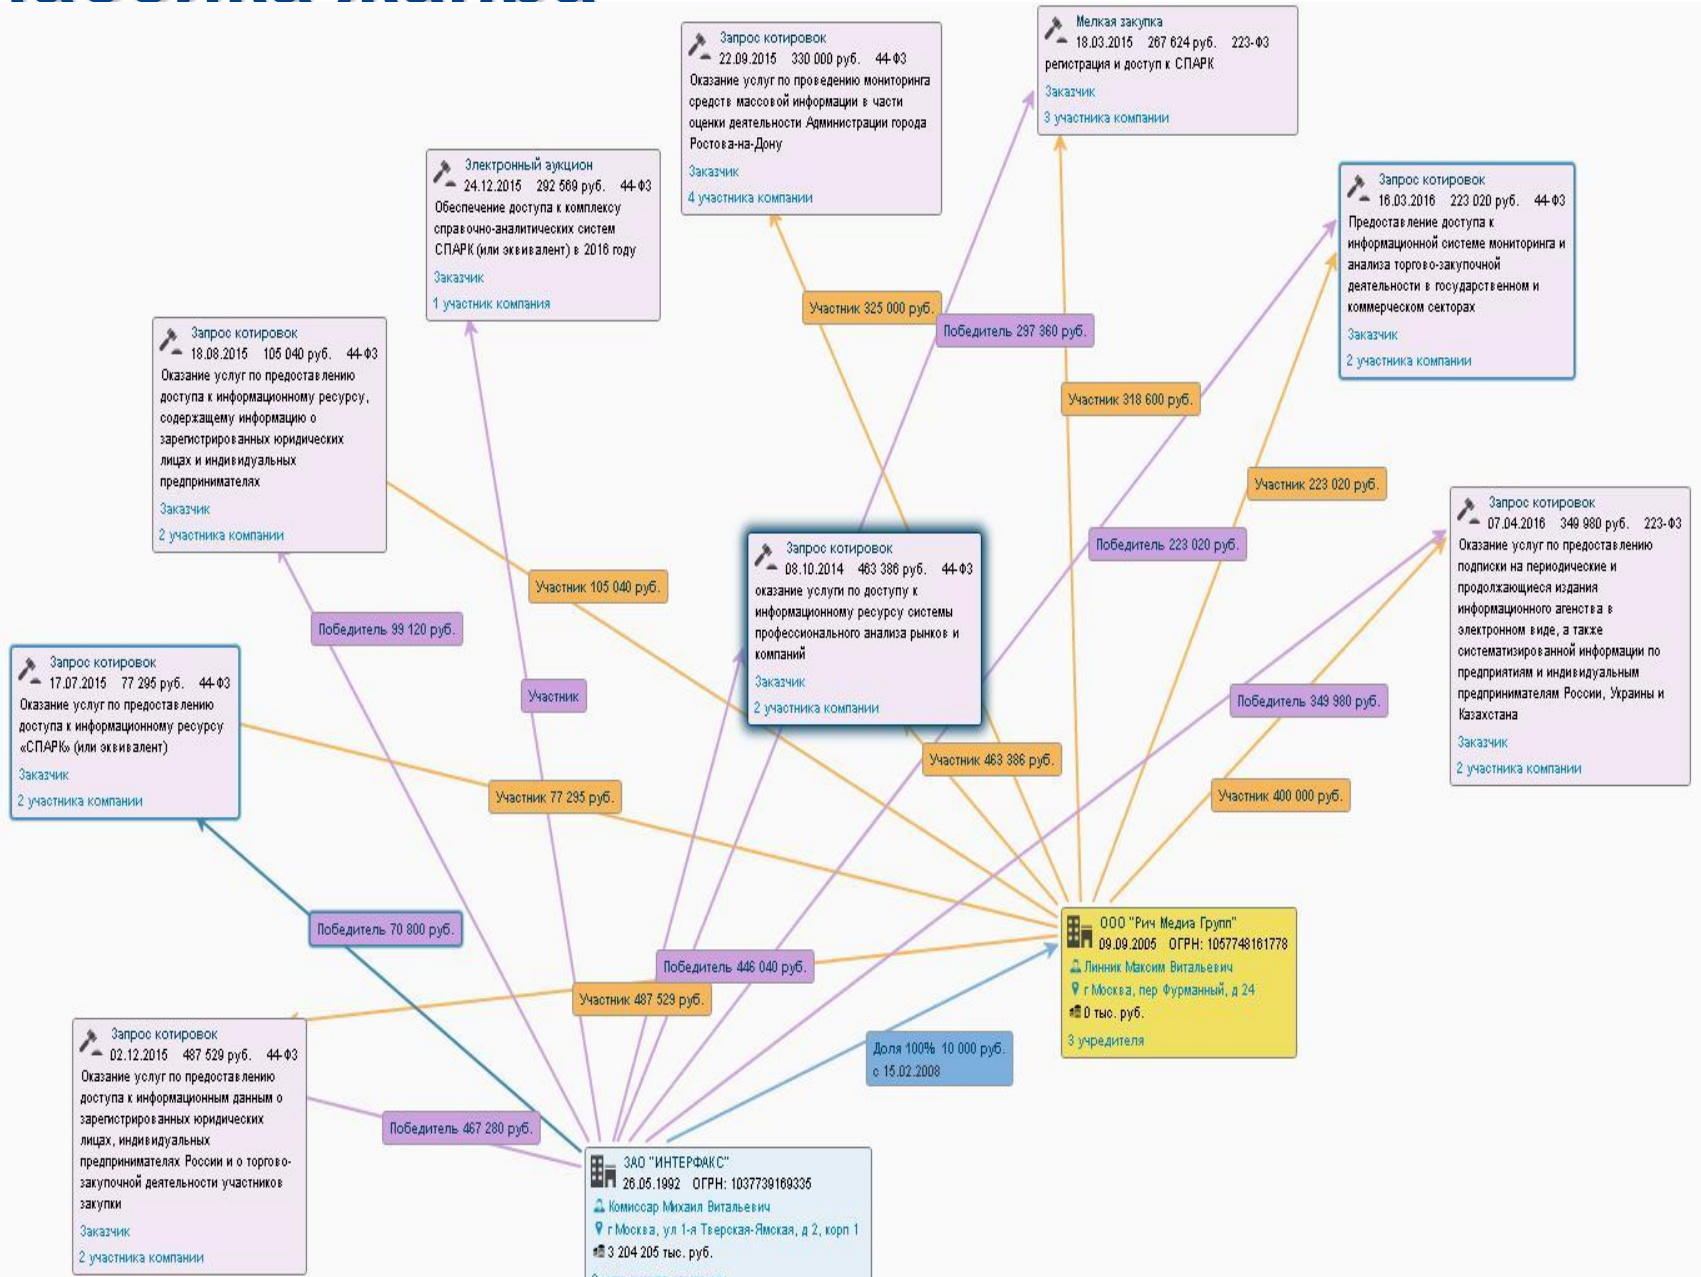 Мелкая закупка
18.03.2015 267 624 руб. 223-ФЗ
регистрация и доступ к СПАРК
Заказчик
3 участника компании
Запрос котировок
22.09.2015 330 000 руб. 44-ФЗ
Оказание услуг по проведению мониторинга
средств массовой информации в части
оценки деятельности Администрации города
Ростова-на-Дону
Заказчик
4 участника компании
Электронный аукцион
24.12.2015 292 569 руб. 44-ФЗ
Обеспечение доступа к комплексу
справочно-аналитических систем
СПАРК (или эквивалент) в 2016 году
Заказчик
1 участник компания
Запрос котировок
16.03.2016 223 020 руб. 44-ФЗ
Предоставление доступа к
информационной системе мониторинга и
анализа торгово-закупочной
деятельности в государственном и
коммерческом секторах
Заказчик
2 участника компании
Запрос котировок
18.08.2015 105 040 руб. 44-ФЗ
Оказание услуг по предоставлению
доступа к информационному ресурсу,
содержащему информацию о
зарегистрированных юридических
лицах и индивидуальных
предпринимателях
Заказчик
2 участника компании
Участник 325 000 руб.
Победитель 297 360 руб.
Участник 318 600 руб.
Участник 223 020 руб.
Победитель 223 020 руб.
Запрос котировок
07.04.2016 349 980 руб. 223-ФЗ
Оказание услуг по предоставлению
подписки на периодические и
продолжающиеся издания
информационного агенства в
электронном виде, а также
систематизированной информации по
предприятиям и индивидуальным
предпринимателям России, Украины и
Казахстана
Заказчик
2 участника компании
Запрос котировок
08.10.2014 463 386 руб. 44-ФЗ
оказание услуги по доступу к
информационному ресурсу системы
профессионального анализа рынков и
компаний
Заказчик
2 участника компании
Участник 105 040 руб.
Победитель 99 120 руб.
Участник
Запрос котировок
17.07.2015 77 295 руб. 44-ФЗ
Оказание услуг по предоставлению
доступа к информационному ресурсу
«СПАРК» (или эквивалент)
Заказчик
2 участника компании
Победитель 349 980 руб.
Участник 463 386 руб.
Участник 77 295 руб.
Участник 400 000 руб.
Победитель 70 800 руб.
Победитель 446 040 руб.
Участник 487 529 руб.
ООО "Рич Медиа Групп"
09.09.2005 ОГРН: 1057748161778
Линник Максим Витальевич
г Москва, пер Фурманный, д 24
0 тыс. руб.
3 учредителя
Доля 100% 10 000 руб.
с 15.02.2008
Запрос котировок
02.12.2015 487 529 руб. 44-ФЗ
Оказание услуг по предоставлению
доступа к информационным данным о
зарегистрированных юридических
лицах, индивидуальных
предпринимателях России и о торгово-
закупочной деятельности участников
закупки
Заказчик
2 участника компании
Победитель 467 280 руб.
ЗАО "ИНТЕРФАКС"
26.05.1992 ОГРН: 1037739169335
Комиссар Михаил Витальевич
г Москва, ул 1-я Тверская-Ямская, д 2, корп 1
3 204 205 тыс. руб.